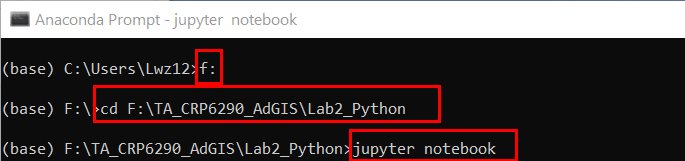 Anaconda Prompt - jupyter  notebook
(base) C:\Users\Lwz12>f:
(base) F:\>cd F:\TA_CRP6290_AdGIS\Lab2_Python
(base) F:\TA_CRP6290_AdGIS\Lab2_Python>jupyter notebook